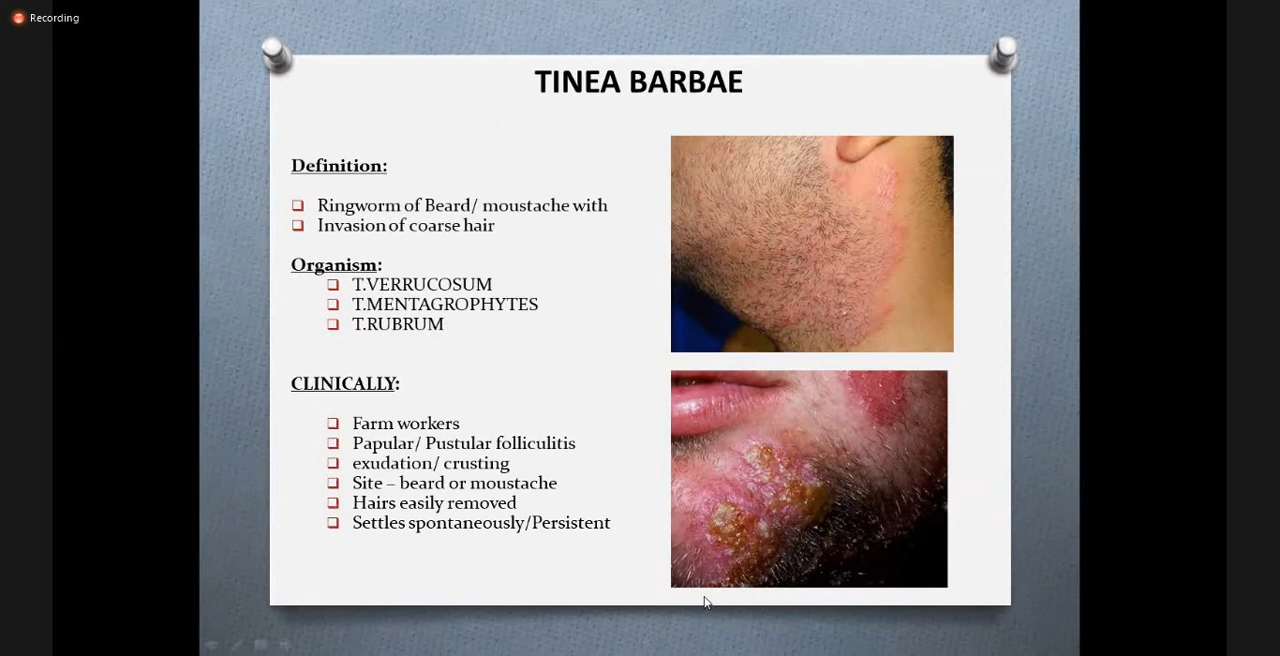 Recording
TINEA BARBAE
Definition:
Ringworm of Beard/ moustache with
Invasion of coarse hair
Organism:
T.VERRUCOSUM
T.MENTAGROPHYTES
T.RUBRUM
CLINICALLY:
Farm workers
Papular/ Pustular folliculitis
exudation/ crusting
Site – beard or moustache
Hairs easily removed
Settles spontaneously/Persistent